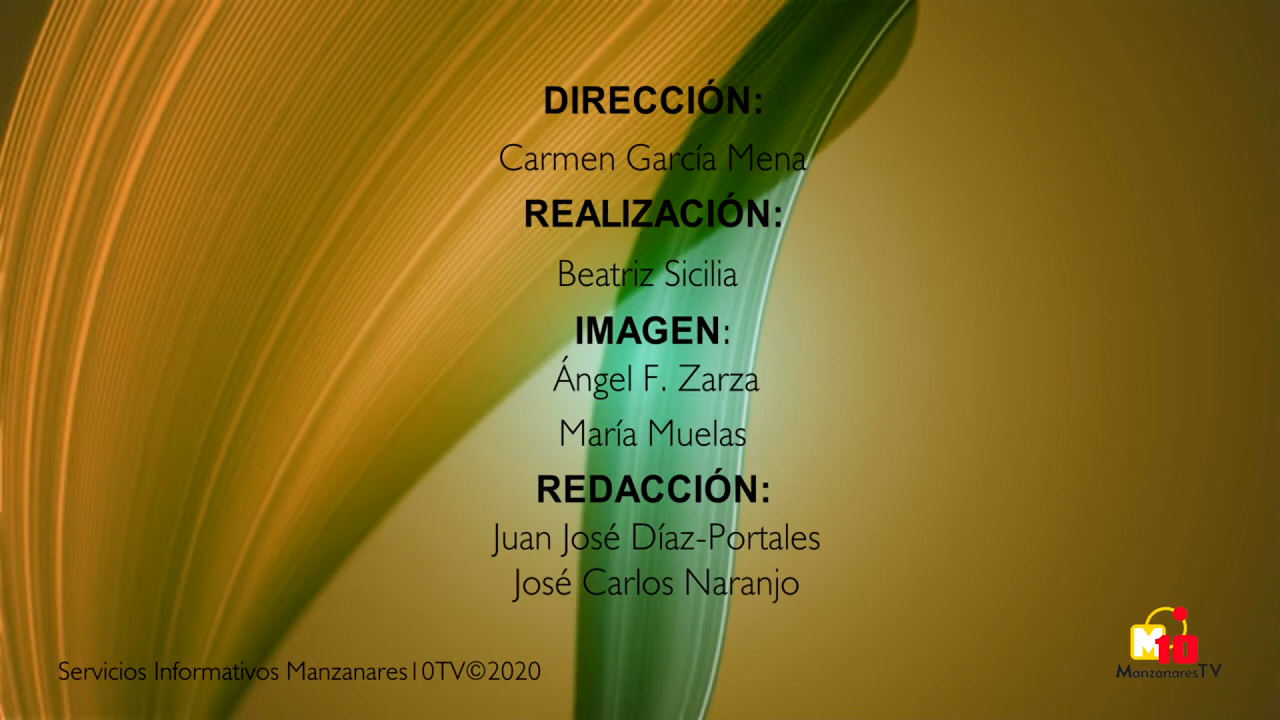 DIRECCIÓN:
Carmen García Mena
REALIZACIÓN:
Beatriz Sicilia
IMAGEN:
Ángel F. Zarza
María Muelas
REDACCIÓN:
Juan José Díaz-Portales
José Carlos Naranjo
Servicios Informativos Manzanares10TV©2020
M10
ManzanaresTV